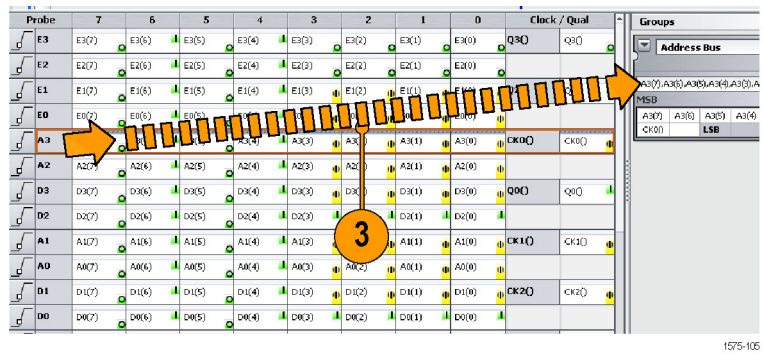 Probe 7 6 5 4 3 2 1 0 Clock / Qual Groups
E3 E3(7) E3(6) E3(5) E3(4) E3(3) E3(2) E3(1) E3(0) Q3() Q3()
Address Bus
E2 E2(7) E2(6) E2(5) E2(4) E2(3) E2(2) E2(1) E2(0)
E1 E1(7) E1(6) E1(5) E1(4) E1(3) E1(2) E1(1)
A3(7),A3(6),A3(5),A3(4),A3(3),A
MSB
E0 E0(7) E0(6) E0(5)
A3(7) A3(6) A3(5) A3(4)
CK0() LSB
A3 A3(5) A3(4) A3(3) A3(1) A3(0) CK0() CK0()
A2 A2(7) A2(6) A2(5) A2(4) A2(3) A2(1) A2(0)
D3 D3(7) D3(6) D3(5) D3(4) D3(3) D3(1) D3(0) Q0() Q0()
D2 D2(7) D2(6) D2(5) D2(4) D2(3) D2(1) D2(0)
3
A1 A1(7) A1(6) A1(5) A1(4) A1(3) A1(1) A1(0) CK1() CK1()
A0 A0(7) A0(6) A0(5) A0(4) A0(3) A0(2) A0(1) A0(0)
D1 D1(7) D1(6) D1(5) D1(4) D1(3) D1(2) D1(1) D1(0) CK2() CK2()
D0 D0(7) D0(6) D0(5) D0(4) D0(3) D0(2) D0(1) D0(0)
1575-105